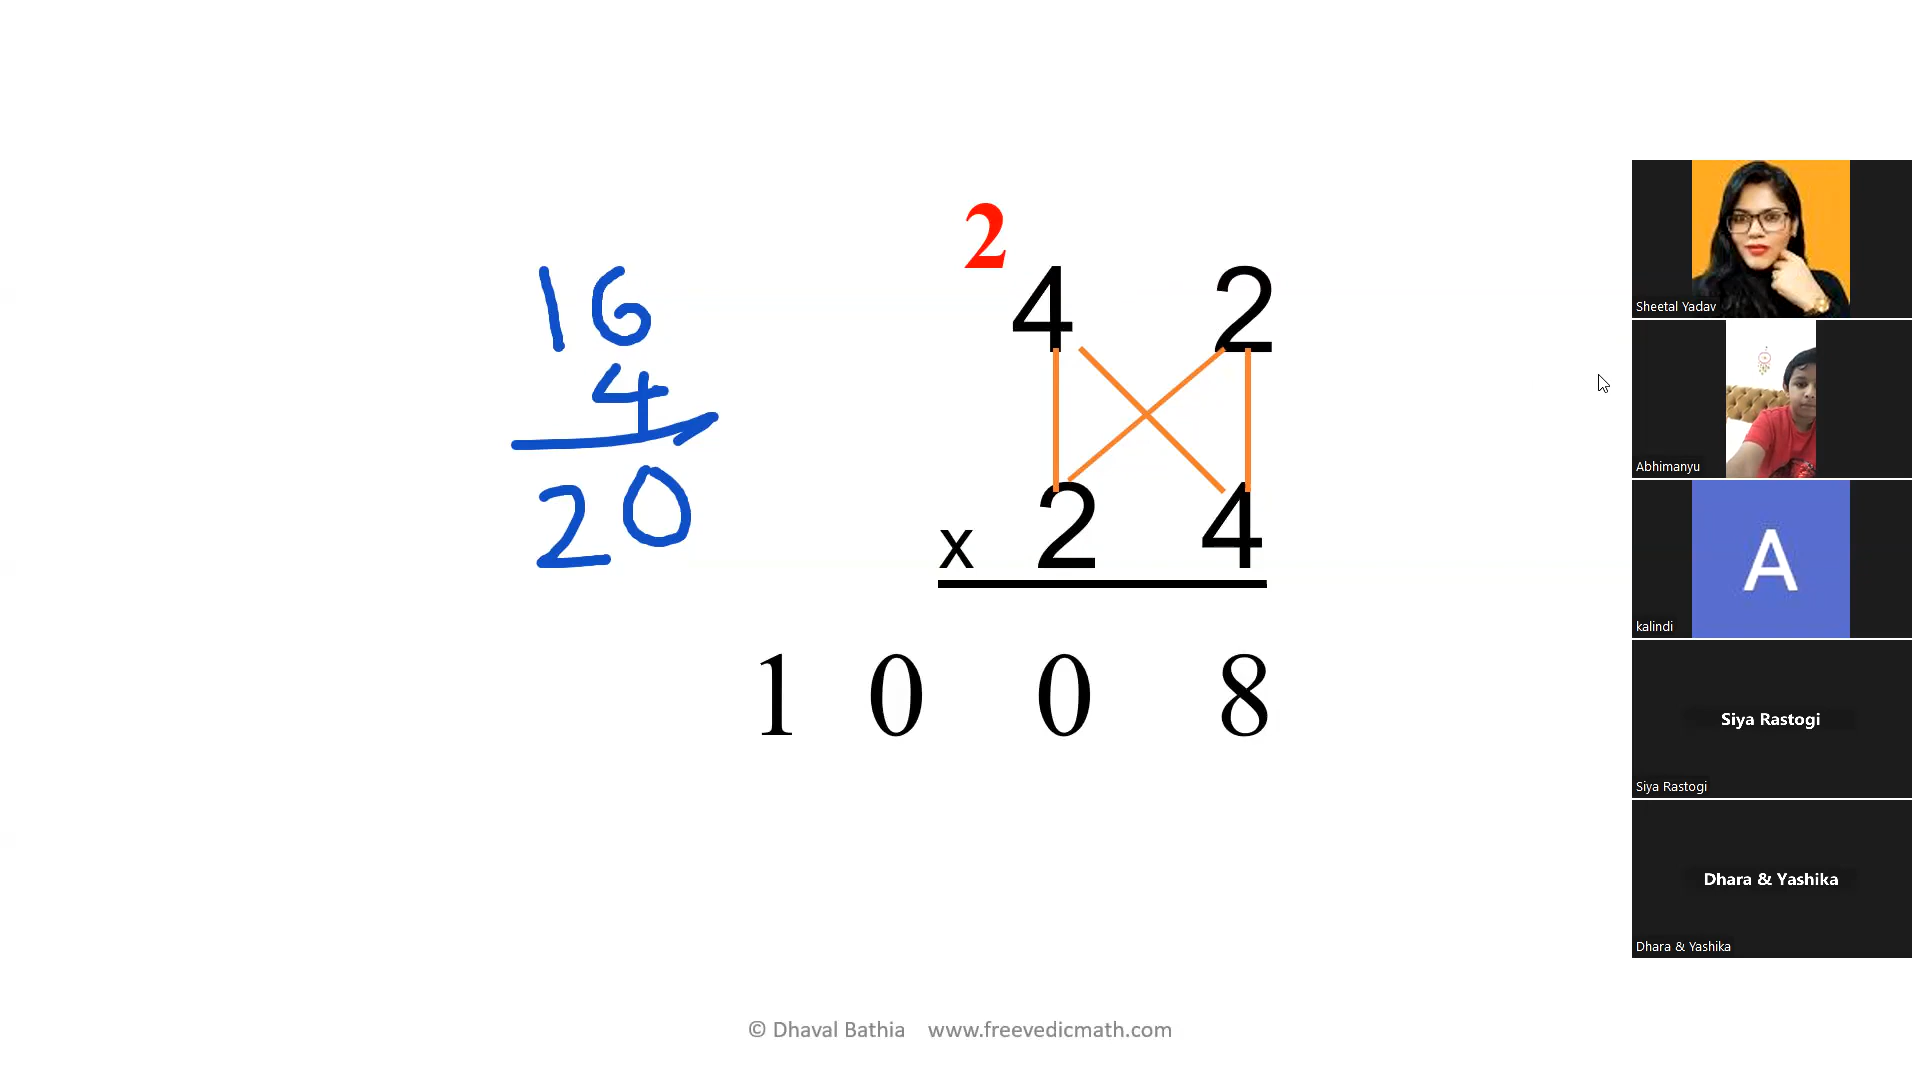 16
4
20
2
4 2
x 2 4
1 0 0 8
© Dhaval Bathia www.freevedicmath.com
Sheetal Yadav
Abhimanyu
A
kalindi
Siya Rastogi
Siya Rastogi
Dhara & Yashika
Dhara & Yashika